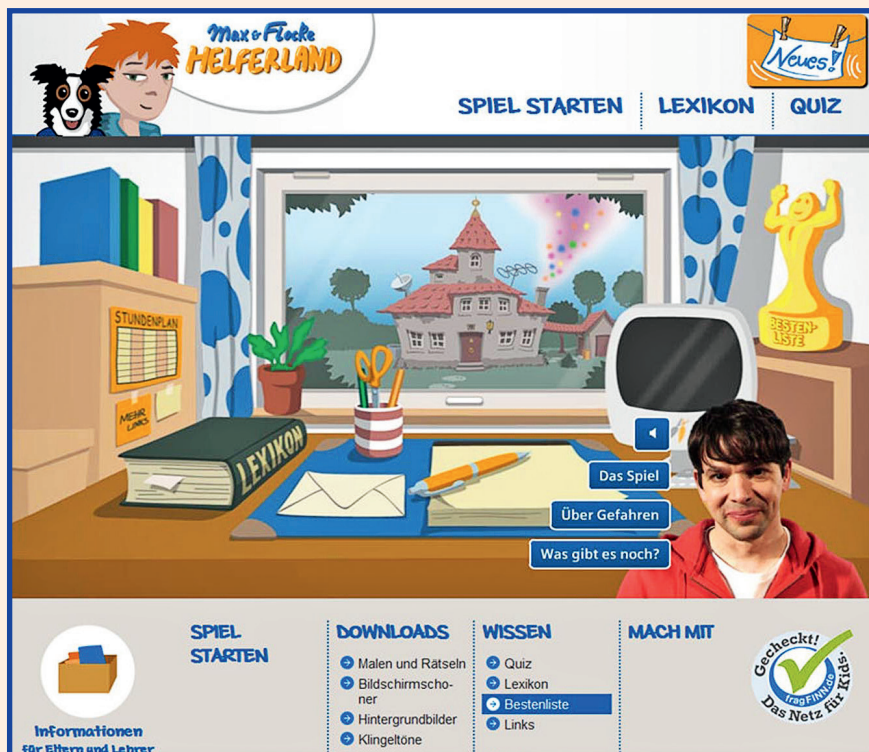 Max & Flocke
HELFERLAND
Neues!
SPIEL STARTEN
LEXIKON
QUIZ
STUNDENPLAN
MEHR
LINKS
LEXIKON
BESTEN-
LISTE
Das Spiel
Über Gefahren
Was gibt es noch?
Informationen
für Eltern und Lehrer
SPIEL
STARTEN
DOWNLOADS
Malen und Rätseln
Bildschirmscho-
ner
Hintergrundbilder
Klingeltöne
WISSEN
Quiz
Lexikon
Bestenliste
Links
MACH MIT
Gecheckt!
fragFINN.de
Das Netz für Kids.